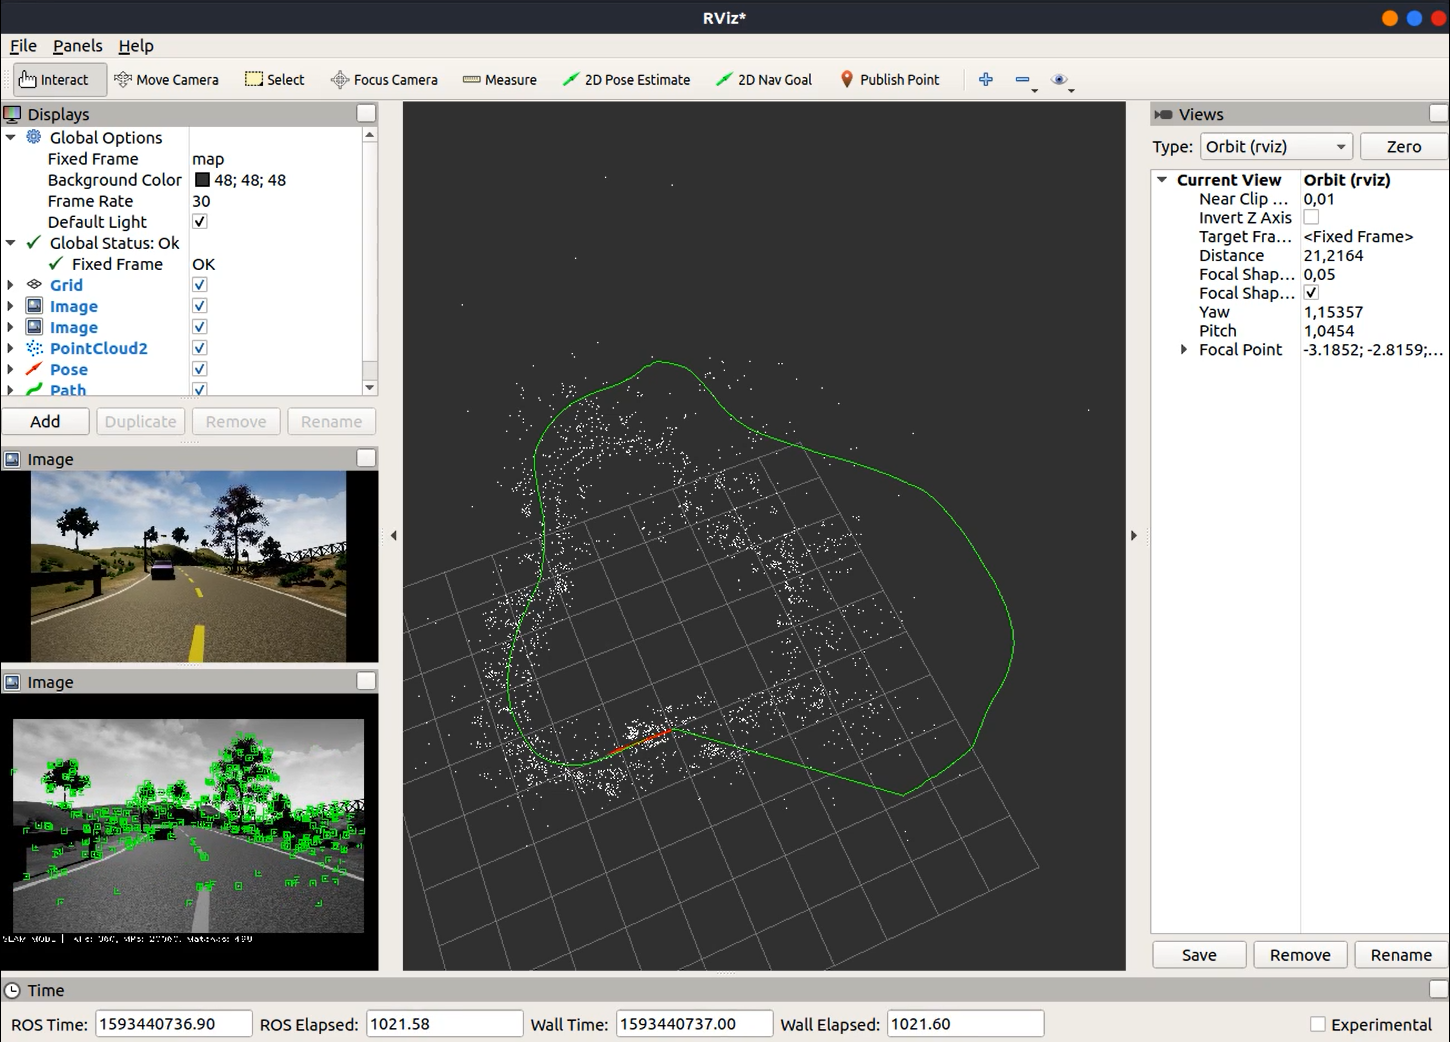 RViz*
File Panels Help
Interact Move Camera Select Focus Camera Measure 2D Pose Estimate 2D Nav Goal Publish Point
Displays
Global Options
Fixed Frame map
Background Color 48; 48; 48
Frame Rate 30
Default Light
Global Status: Ok
Fixed Frame OK
Grid
Image
Image
PointCloud2
Pose
Path
Add Duplicate Remove Rename
Image
Image
SLAM MODE |
Views
Type: Orbit (rviz) Zero
Current View Orbit (rviz)
Near Clip ... 0,01
Invert Z Axis
Target Fra... <Fixed Frame>
Distance 21,2164
Focal Shap... 0,05
Focal Shap...
Yaw 1,15357
Pitch 1,0454
Focal Point -3.1852; -2.8159;...
Save Remove Rename
Time
ROS Time: 1593440736.90 ROS Elapsed: 1021.58 Wall Time: 1593440737.00 Wall Elapsed: 1021.60 Experimental